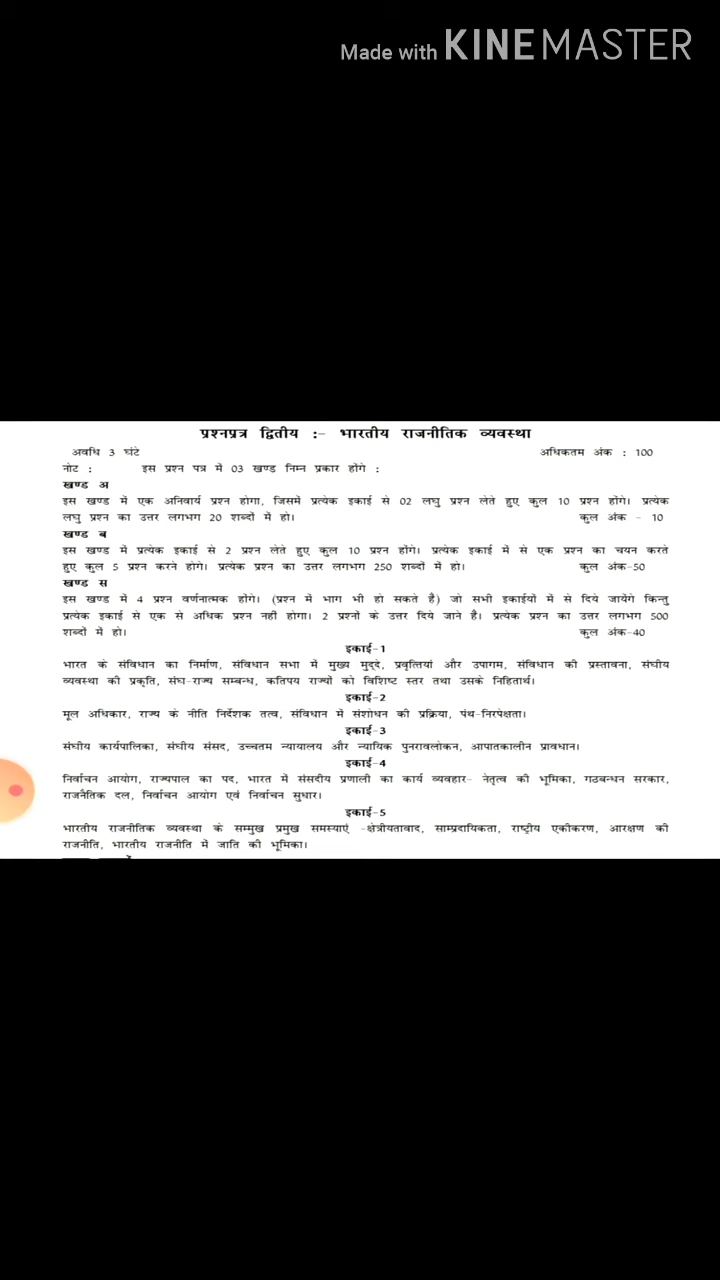 Made with KINEMASTER
प्रश्नप्रत्र द्वितीय :- भारतीय राजनीतिक व्यवस्था
अवधि 3 घंटे अधिकतम अंक : 100
नोट : इस प्रश्न पत्र में 03 खण्ड निम्न प्रकार होंगे :
खण्ड अ
इस खण्ड में एक अनिवार्य प्रश्न होगा, जिसमें प्रत्येक इकाई से 02 लघु प्रश्न लेते हुए कुल 10 प्रश्न होंगे। प्रत्येक
लघु प्रश्न का उत्तर लगभग 20 शब्दों में हो। कुल अंक - 10
खण्ड ब
इस खण्ड में प्रत्येक इकाई से 2 प्रश्न लेते हुए कुल 10 प्रश्न होंगे। प्रत्येक इकाई में से एक प्रश्न का चयन करते
हुए कुल 5 प्रश्न करने होगे। प्रत्येक प्रश्न का उत्तर लगभग 250 शब्दों में हो। कुल अंक-50
खण्ड स
इस खण्ड में 4 प्रश्न वर्णनात्मक होंगे। (प्रश्न में भाग भी हो सकते है) जो सभी इकाईयों में से दिये जायेंगे किन्तु
प्रत्येक इकाई से एक से अधिक प्रश्न नहीं होगा। 2 प्रश्नों के उत्तर दिये जाने है। प्रत्येक प्रश्न का उत्तर लगभग 500
शब्दों में हो। कुल अंक-40
इकाई-1
भारत के संविधान का निर्माण, संविधान सभा में मुख्य मुद्दे, प्रवृत्तियां और उपागम, संविधान की प्रस्तावना, संघीय
व्यवस्था की प्रकृति, संघ-राज्य सम्बन्ध, कतिपय राज्यों को विशिष्ट स्तर तथा उसके निहितार्थ।
इकाई-2
मूल अधिकार, राज्य के नीति निर्देशक तत्व, संविधान में संशोधन की प्रक्रिया, पंथ-निरपेक्षता।
इकाई-3
संघीय कार्यपालिका, संघीय संसद, उच्चतम न्यायालय और न्यायिक पुनरावलोकन, आपातकालीन प्रावधान।
इकाई-4
निर्वाचन आयोग, राज्यपाल का पद, भारत में संसदीय प्रणाली का कार्य व्यवहार- नेतृत्व की भूमिका, गठबन्धन सरकार,
राजनैतिक दल, निर्वाचन आयोग एवं निर्वाचन सुधार।
इकाई-5
भारतीय राजनीतिक व्यवस्था के सम्मुख प्रमुख समस्याएं -क्षेत्रीयतावाद, साम्प्रदायिकता, राष्ट्रीय एकीकरण, आरक्षण की
राजनीति, भारतीय राजनीति में जाति की भूमिका।